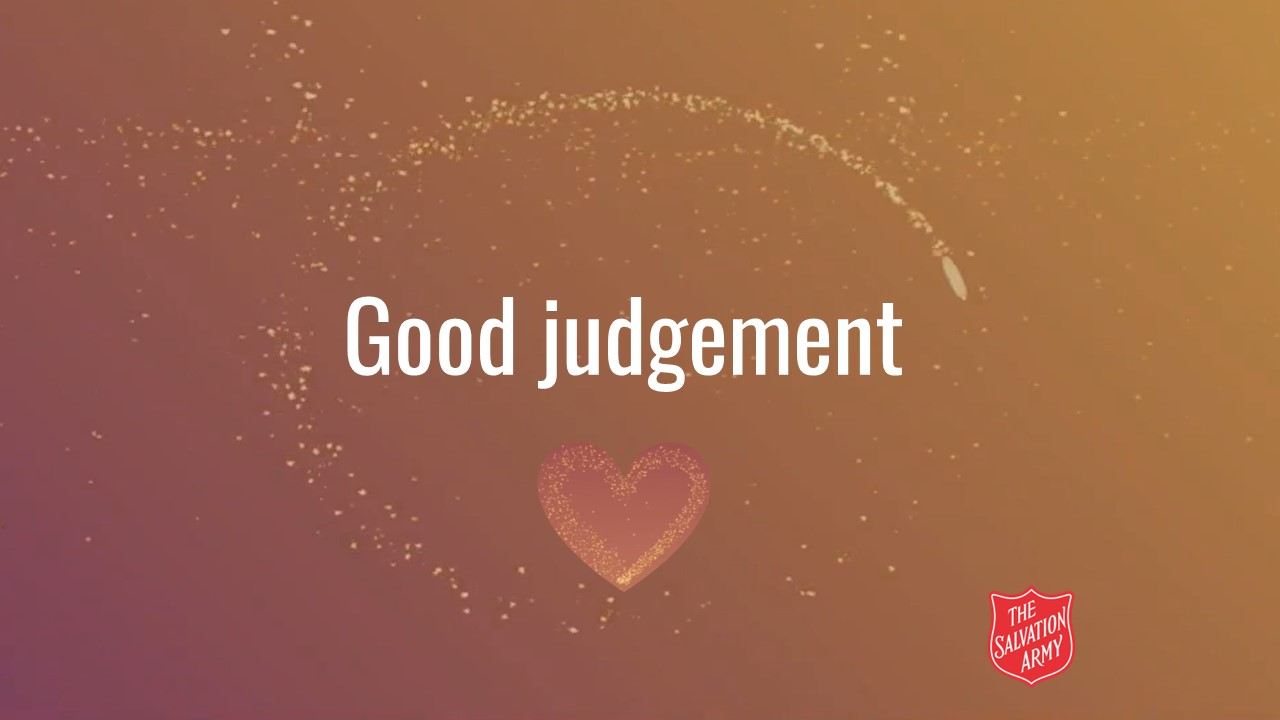 Good judgement
THE
SALVATION
ARMY